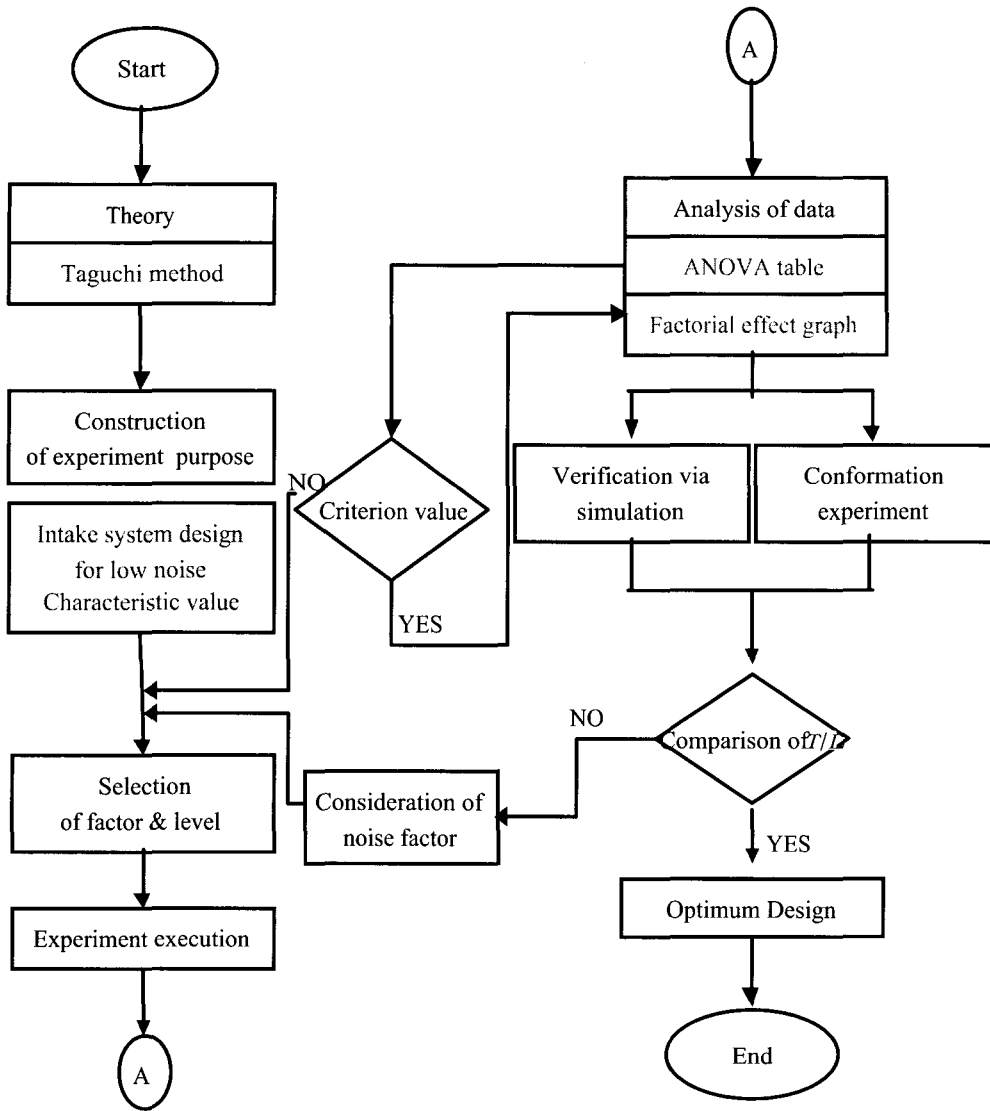 Start
Theory
Taguchi method
Construction
of experiment purpose
Intake system design
for low noise
Characteristic value
Selection
of factor & level
Experiment execution
A
NO
Criterion value
YES
Consideration of
noise factor
A
Analysis of data
ANOVA table
Factorial effect graph
Verification via
simulation
Conformation
experiment
NO
Comparison of
YES
Optimum Design
End